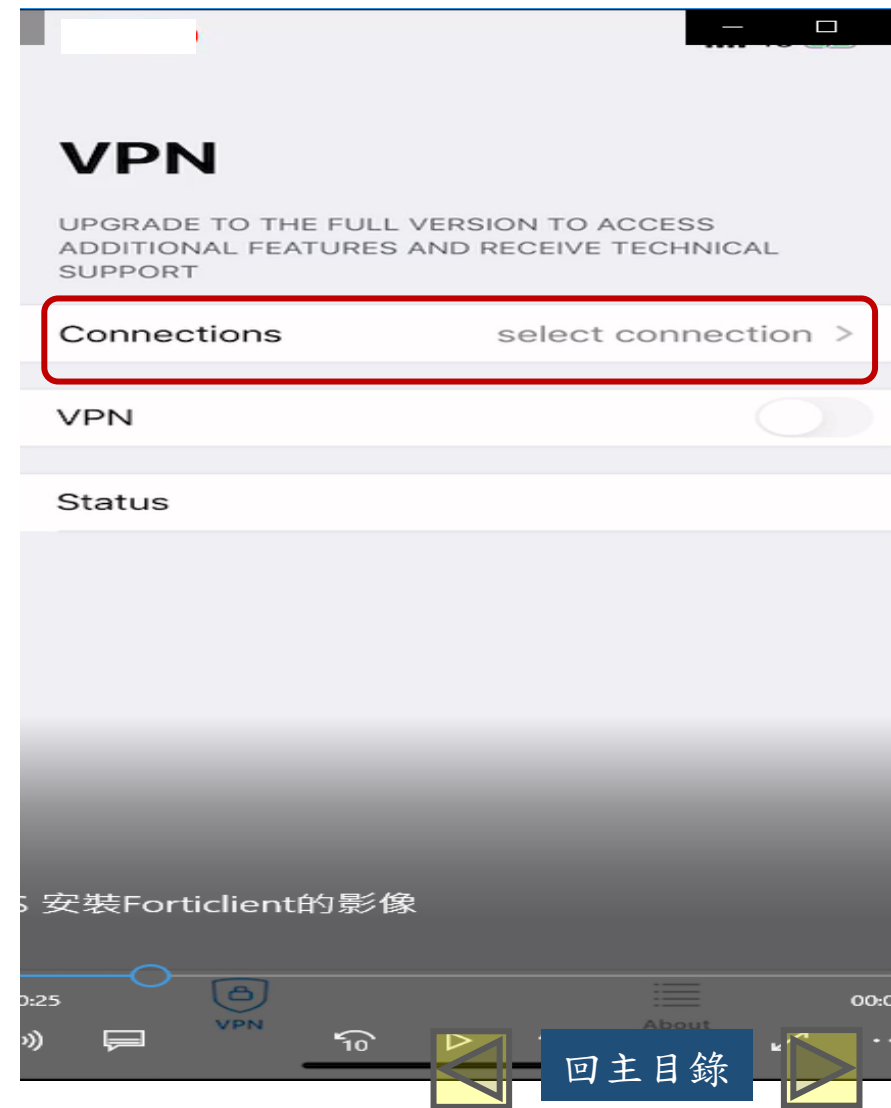 VPN
UPGRADE TO THE FULL VERSION TO ACCESS
ADDITIONAL FEATURES AND RECEIVE TECHNICAL
SUPPORT
Connections select connection >
VPN
Status
S 安裝Forticlient的影像
0:25 00:0
VPN About
10
回主目錄